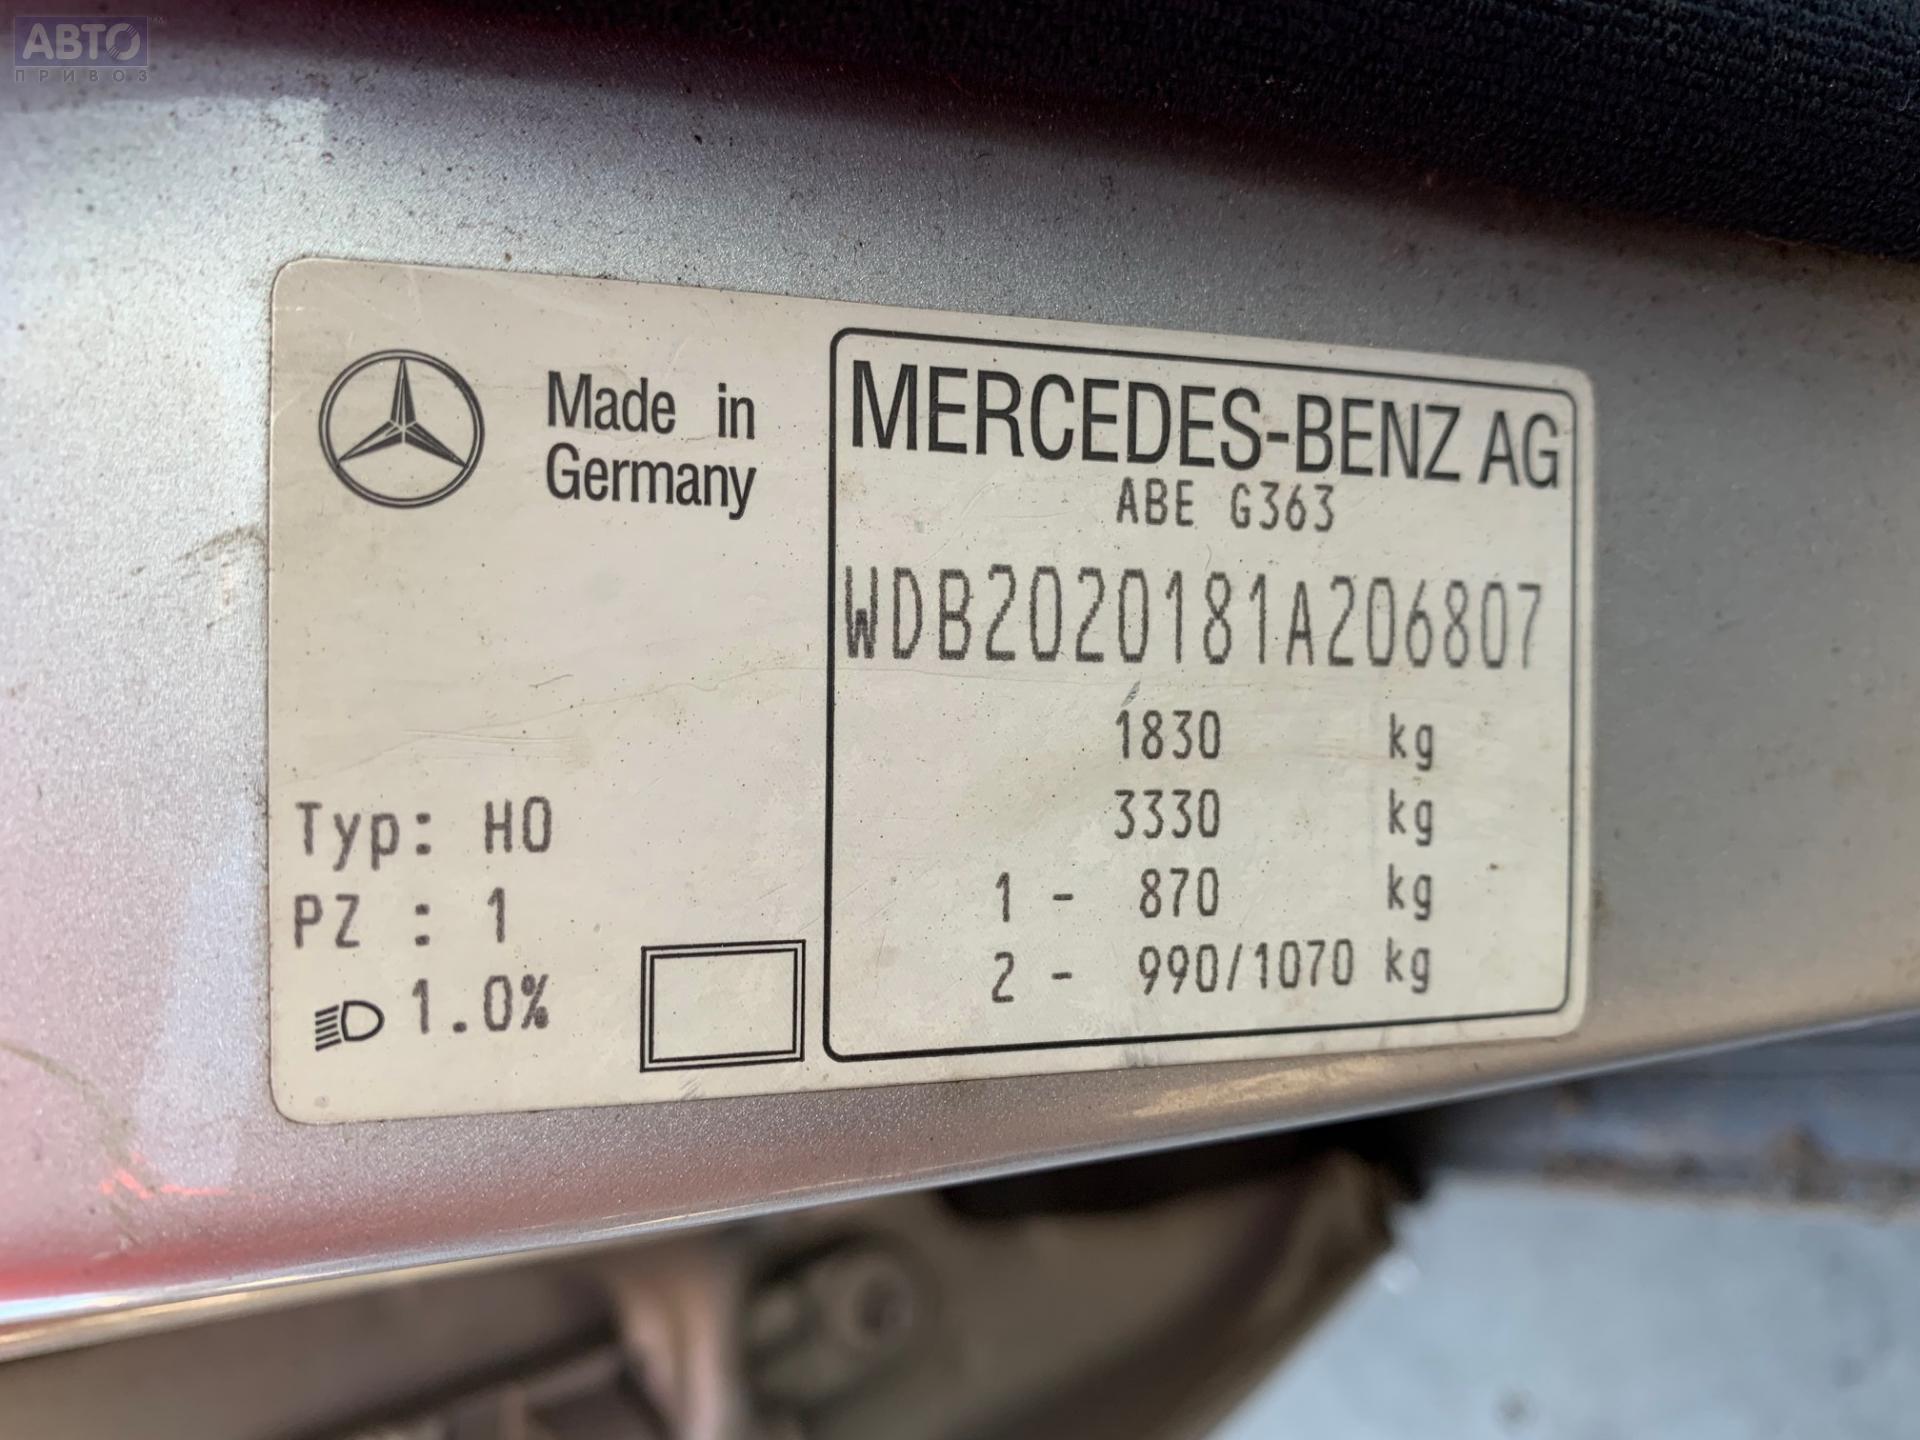 АВТО
ПРИВОЗ
Made in
Germany
MERCEDES-BENZ AG
ABE G363
WDB2020181A206807
1830 kg
3330 kg
1 - 870 kg
2 - 990/1070 kg
Typ: HO
PZ : 1
1.0%